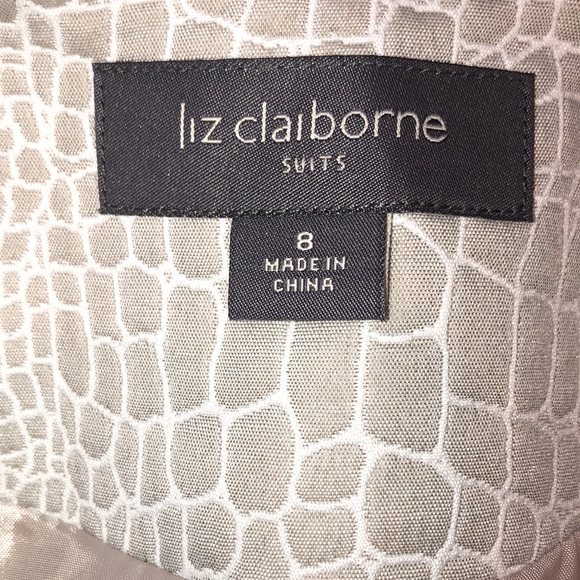 liz claiborne
SUITS
8
MADE IN
CHINA